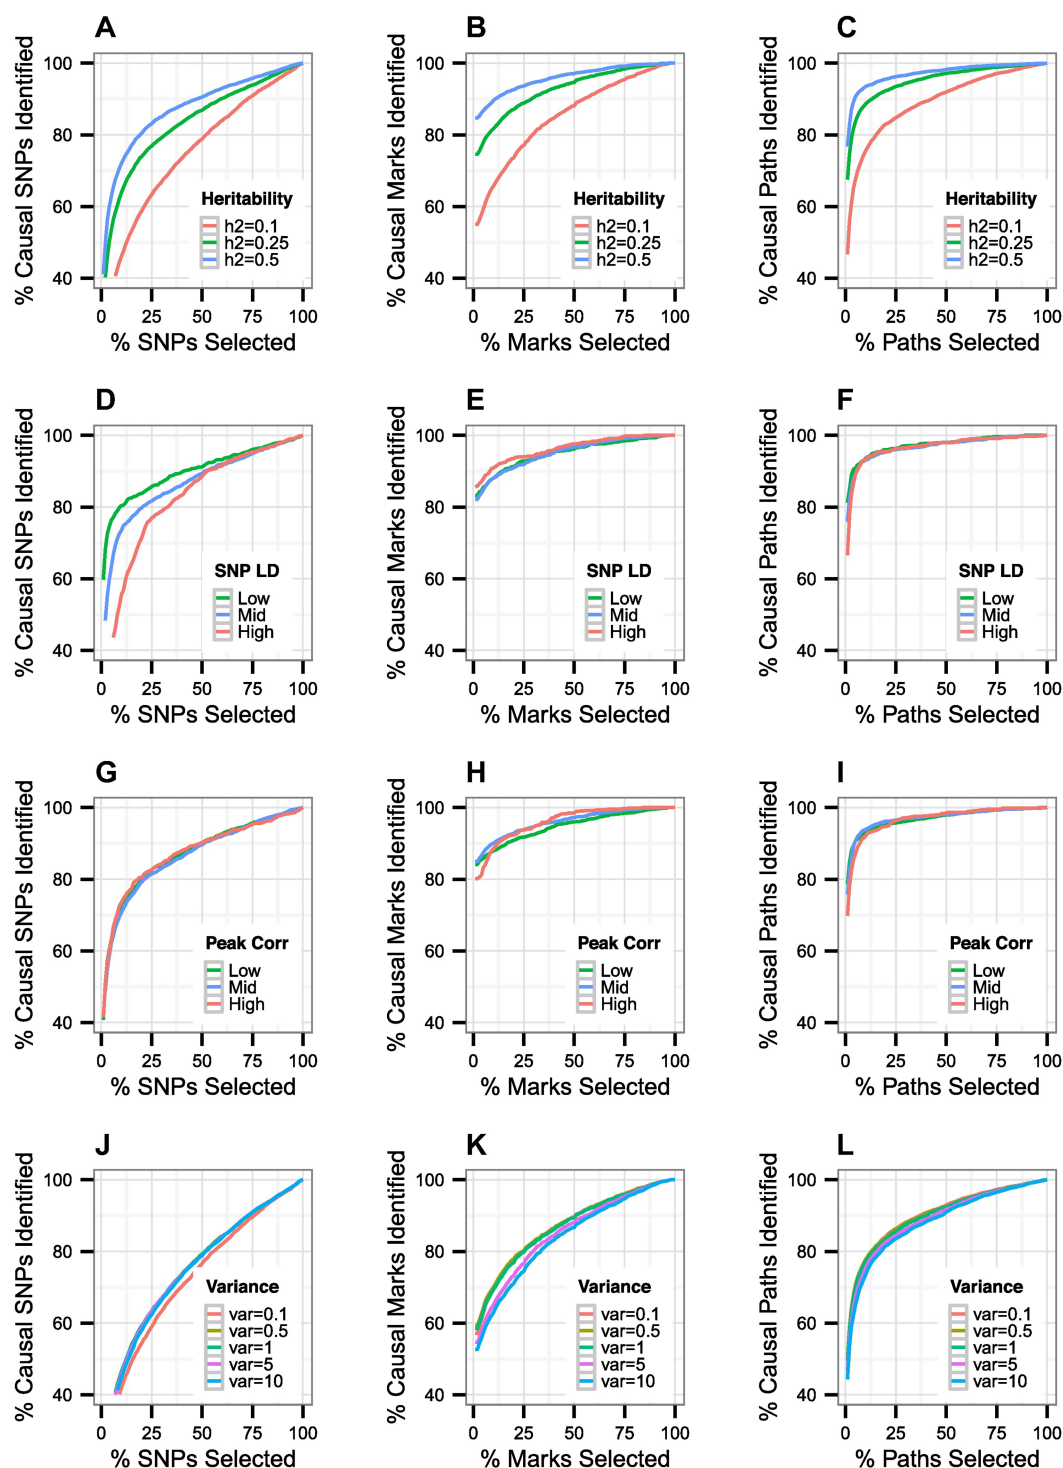 A
% Causal SNPs Identified
100
80
60
40
Heritability
h2=0.1
h2=0.25
h2=0.5
0 25 50 75 100
% SNPs Selected
B
% Causal Marks Identified
100
80
60
40
Heritability
h2=0.1
h2=0.25
h2=0.5
0 25 50 75 100
% Marks Selected
C
% Causal Paths Identified
100
80
60
40
Heritability
h2=0.1
h2=0.25
h2=0.5
0 25 50 75 100
% Paths Selected
D
% Causal SNPs Identified
100
80
60
40
SNP LD
Low
Mid
High
0 25 50 75 100
% SNPs Selected
E
% Causal Marks Identified
100
80
60
40
SNP LD
Low
Mid
High
0 25 50 75 100
% Marks Selected
F
% Causal Paths Identified
100
80
60
40
SNP LD
Low
Mid
High
0 25 50 75 100
% Paths Selected
G
% Causal SNPs Identified
100
80
60
40
Peak Corr
Low
Mid
High
0 25 50 75 100
% SNPs Selected
H
% Causal Marks Identified
100
80
60
40
Peak Corr
Low
Mid
High
0 25 50 75 100
% Marks Selected
I
% Causal Paths Identified
100
80
60
40
Peak Corr
Low
Mid
High
0 25 50 75 100
% Paths Selected
J
% Causal SNPs Identified
100
80
60
40
Variance
var=0.1
var=0.5
var=1
var=5
var=10
0 25 50 75 100
% SNPs Selected
K
% Causal Marks Identified
100
80
60
40
Variance
var=0.1
var=0.5
var=1
var=5
var=10
0 25 50 75 100
% Marks Selected
L
% Causal Paths Identified
100
80
60
40
Variance
var=0.1
var=0.5
var=1
var=5
var=10
0 25 50 75 100
% Paths Selected